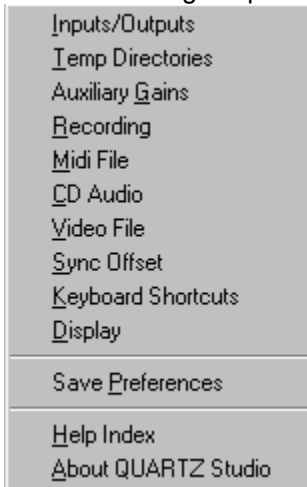 Inputs/Outputs
Temp Directories
Auxiliary Gains
Recording
Midi File
CD Audio
Video File
Sync Offset
Keyboard Shortcuts
Display
Save Preferences
Help Index
About QUARTZ Studio